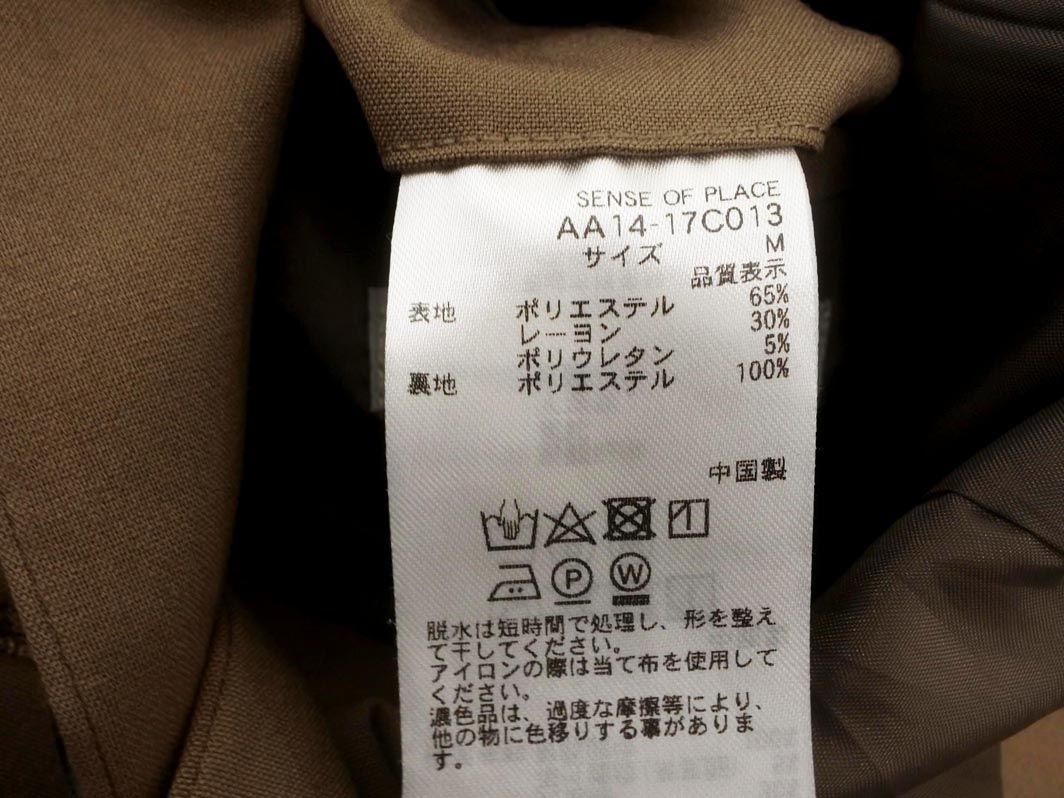 SENSE OF PLACE
AA14-17C013
サイズ M
品質表示
表地 ポリエステル 65%
レーヨン 30%
ポリウレタン 5%
裏地 ポリエステル 100%
中国製
P W
脱水は短時間で処理し、形を整え
て干してください。
アイロンの際は当て布を使用して
ください。
濃色品は、過度な摩擦等により、
他の物に色移りする事がありま
す。